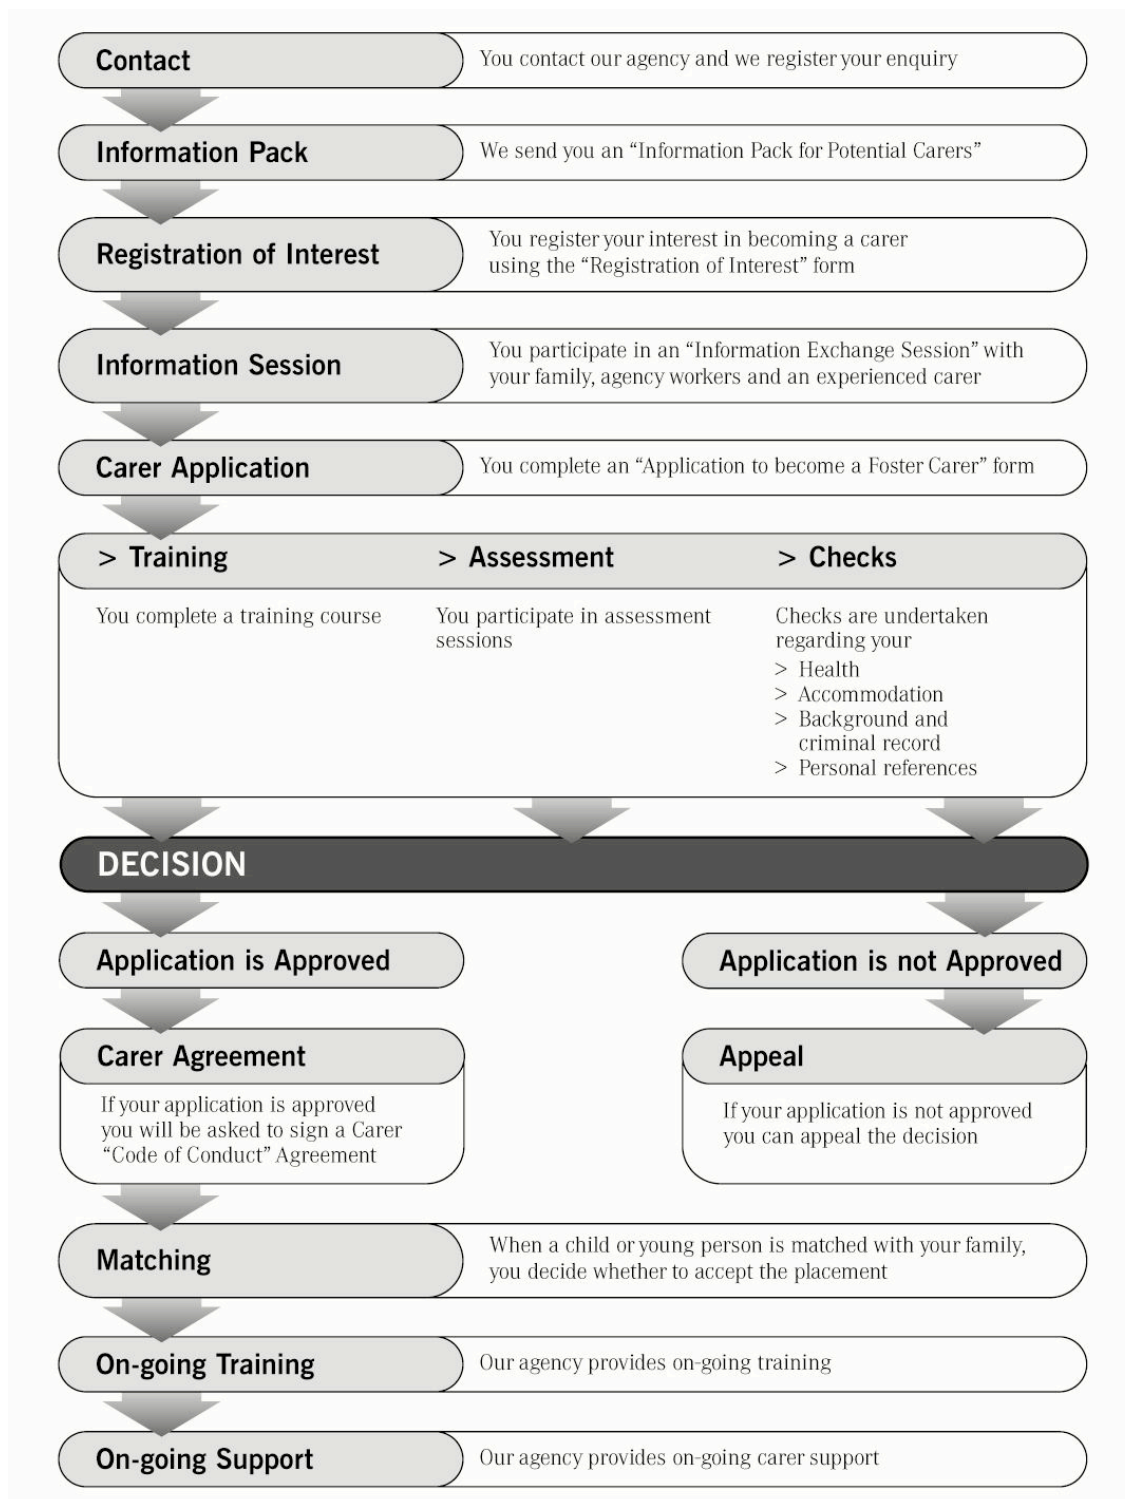 Contact
You contact our agency and we register your enquiry
Information Pack
We send you an “Information Pack for Potential Carers”
Registration of Interest
You register your interest in becoming a carer
using the “Registration of Interest” form
Information Session
You participate in an “Information Exchange Session” with
your family, agency workers and an experienced carer
Carer Application
You complete an “Application to become a Foster Carer” form
> Training
You complete a training course
> Assessment
You participate in assessment
sessions
> Checks
Checks are undertaken
regarding your
> Health
> Accommodation
> Background and
criminal record
> Personal references
DECISION
Application is Approved
Application is not Approved
Carer Agreement
If your application is approved
you will be asked to sign a Carer
“Code of Conduct” Agreement
Appeal
If your application is not approved
you can appeal the decision
Matching
When a child or young person is matched with your family,
you decide whether to accept the placement
On-going Training
Our agency provides on-going training
On-going Support
Our agency provides on-going carer support